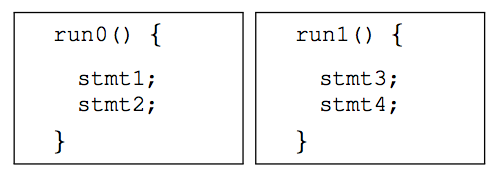 run0() {
stmt1;
stmt2;
}
run1() {
stmt3;
stmt4;
}